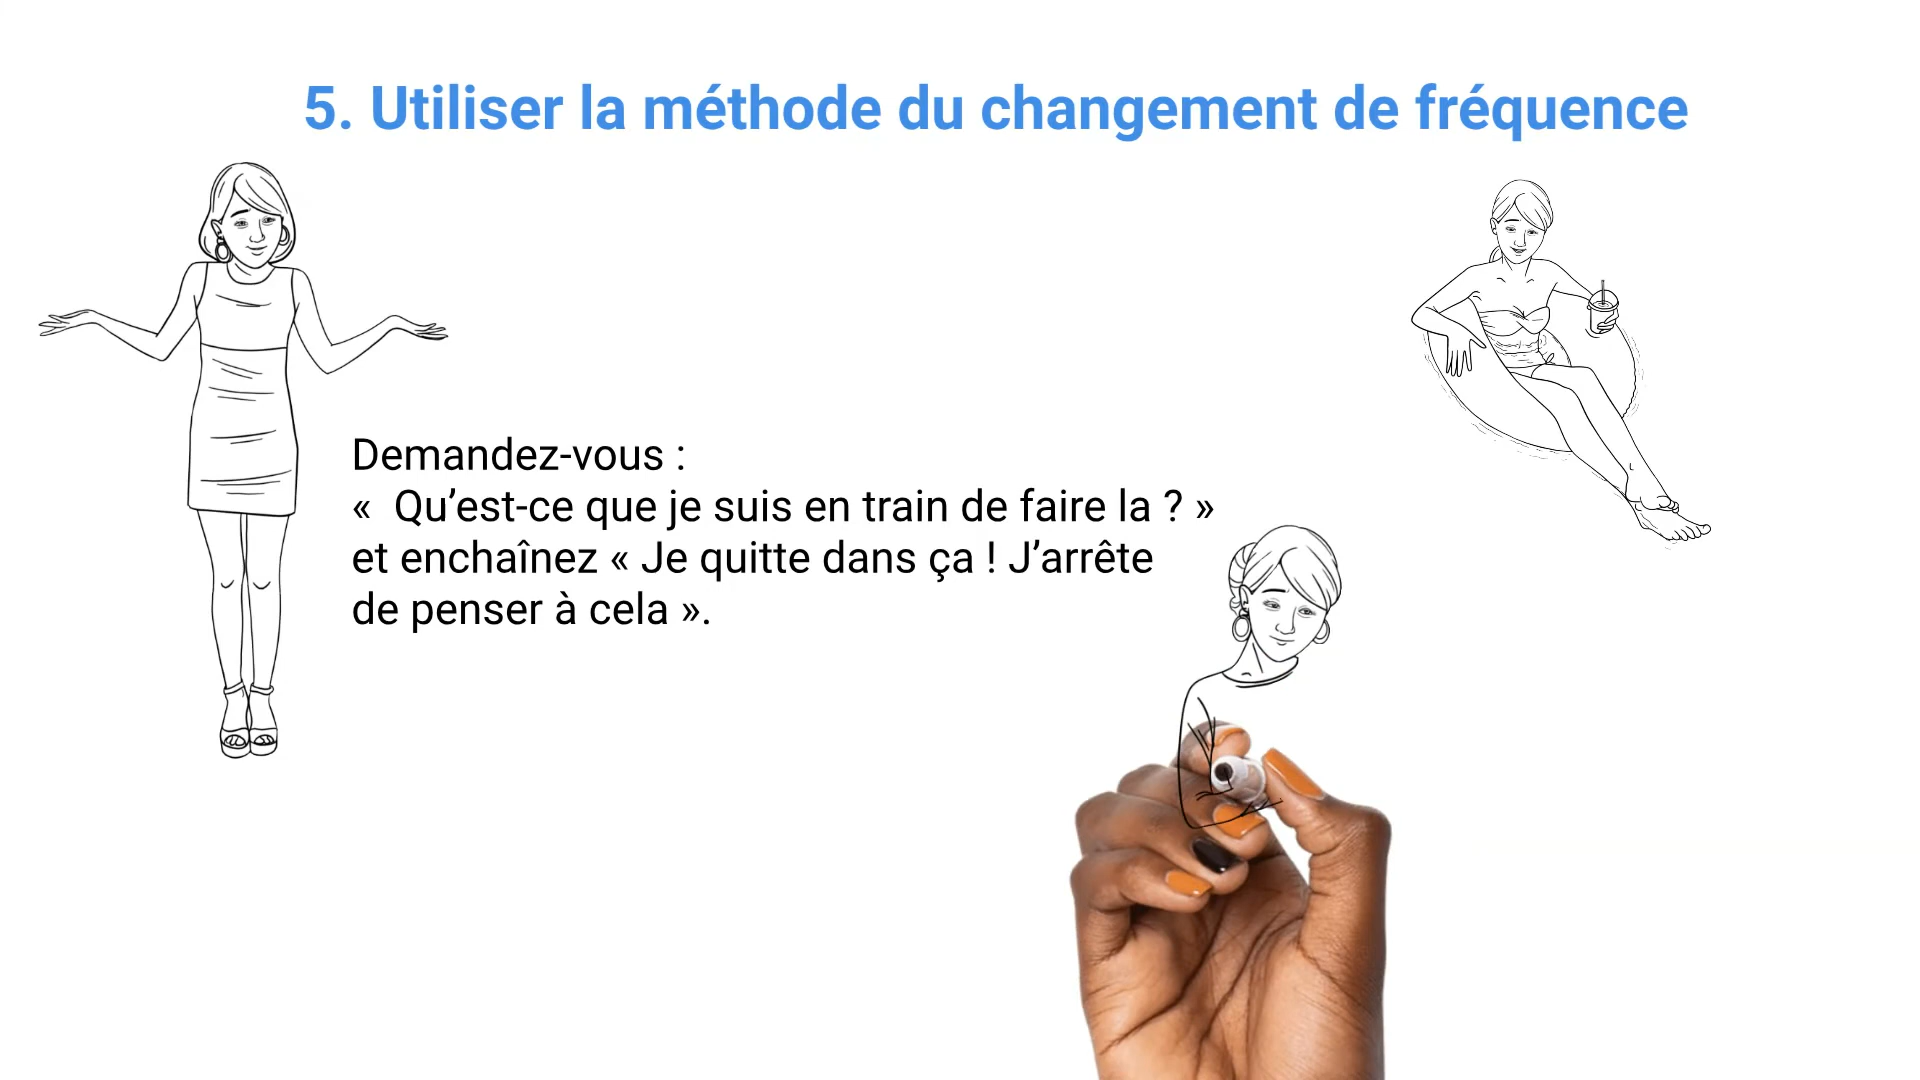 5. Utiliser la méthode du changement de fréquence
Demandez-vous :
«  Qu’est-ce que je suis en train de faire la ? »
et enchaînez « Je quitte dans ça ! J’arrête
de penser à cela ».